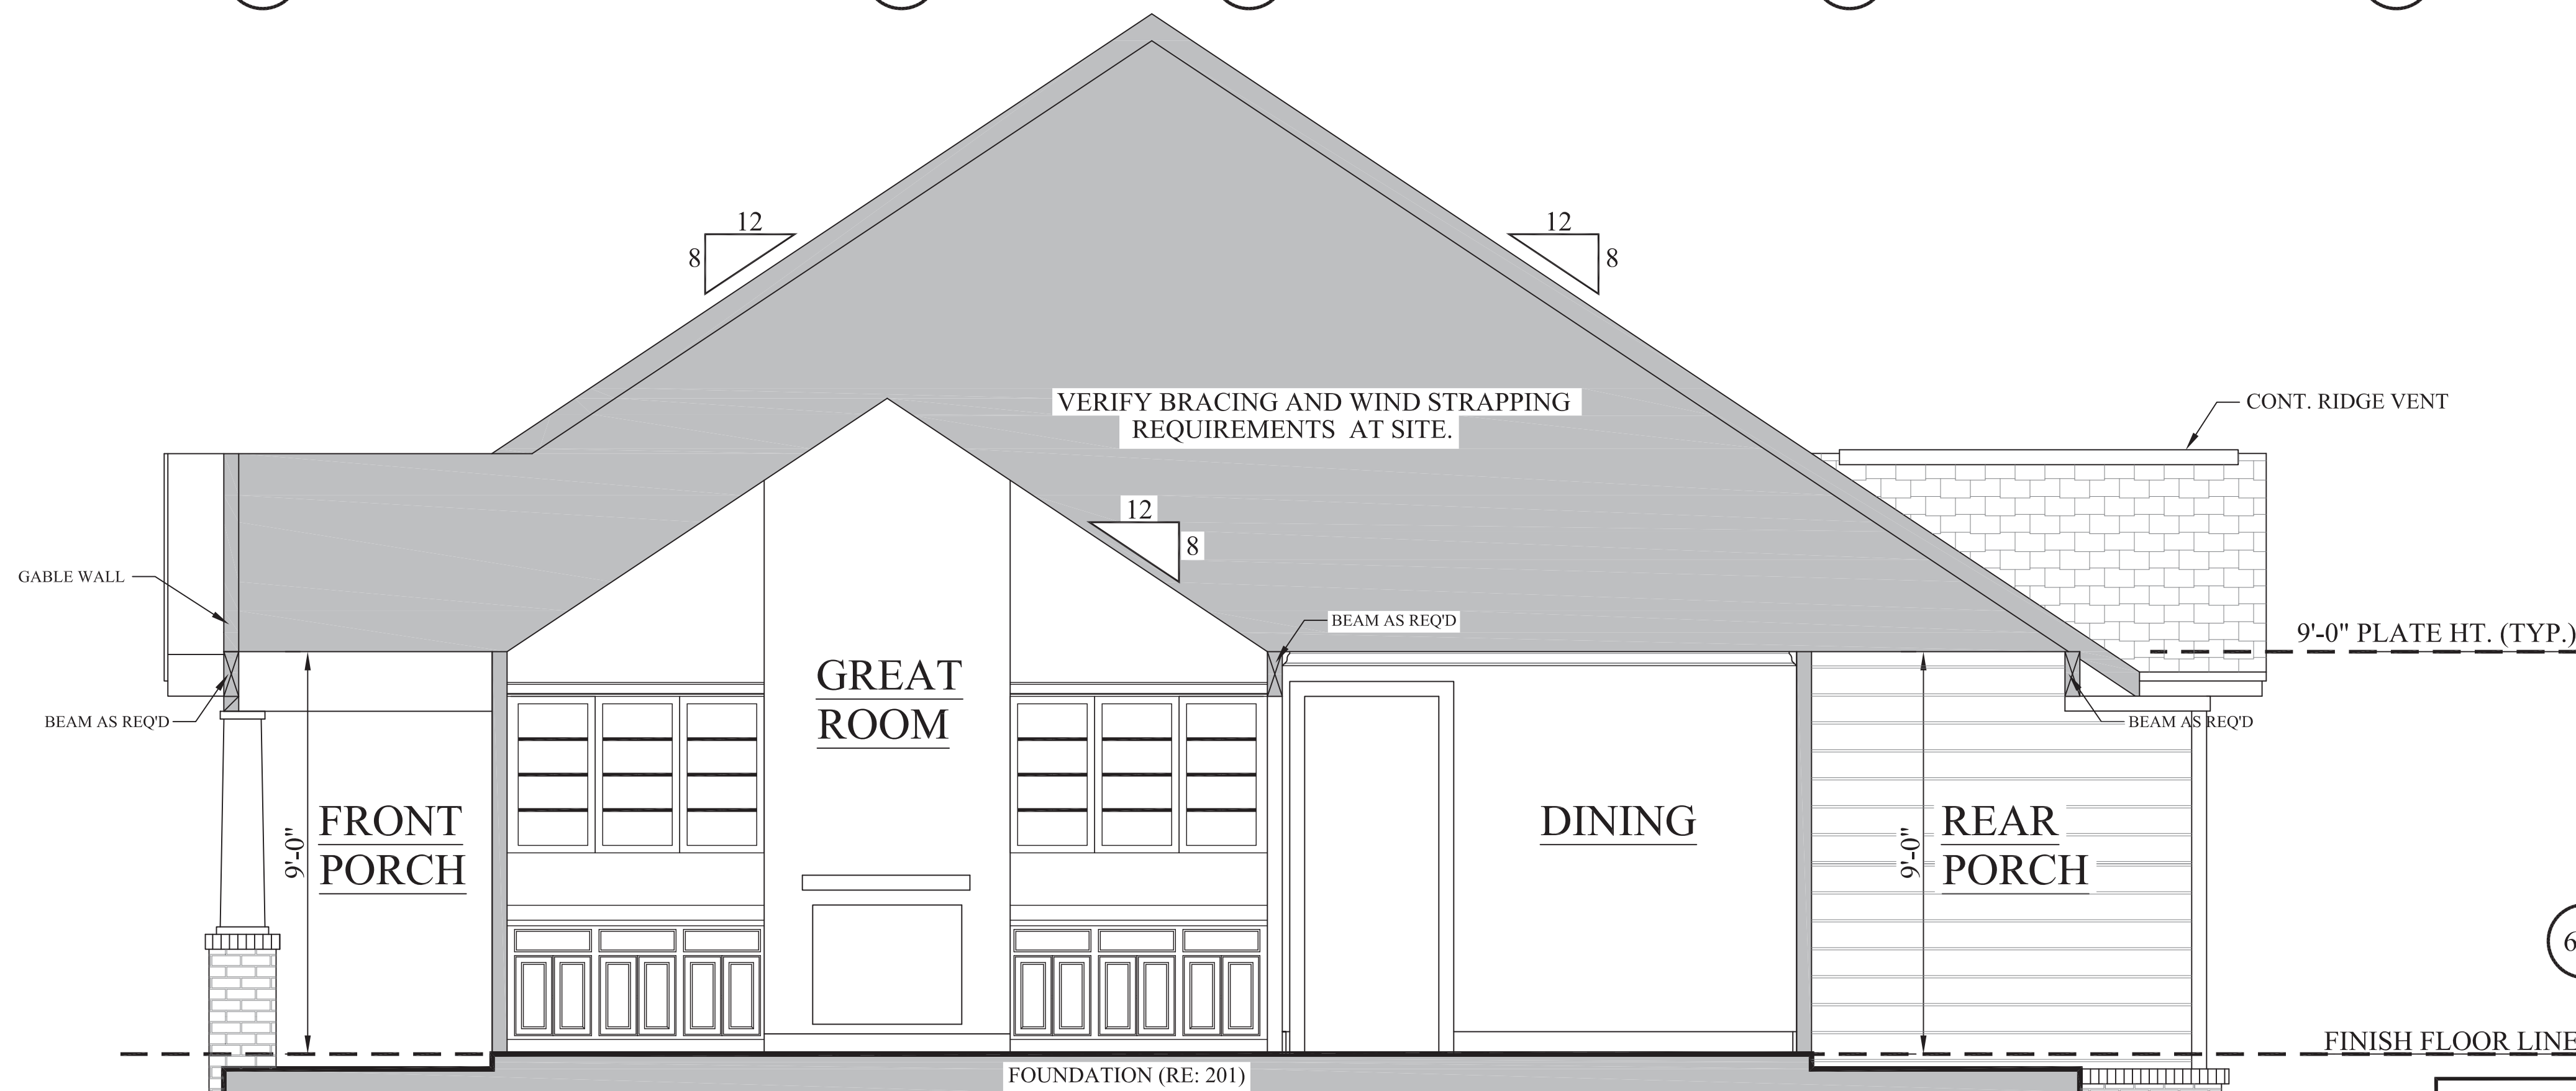 12
8
12
8
VERIFY BRACING AND WIND STRAPPING
REQUIREMENTS AT SITE.
CONT. RIDGE VENT
12
8
GABLE WALL
BEAM AS REQ'D
9'-0" PLATE HT. (TYP.)
GREAT
ROOM
BEAM AS REQ'D
BEAM AS REQ'D
FRONT
PORCH
9'-0"
DINING
9'-0"
REAR
PORCH
6
FINISH FLOOR LINE
FOUNDATION (RE: 201)